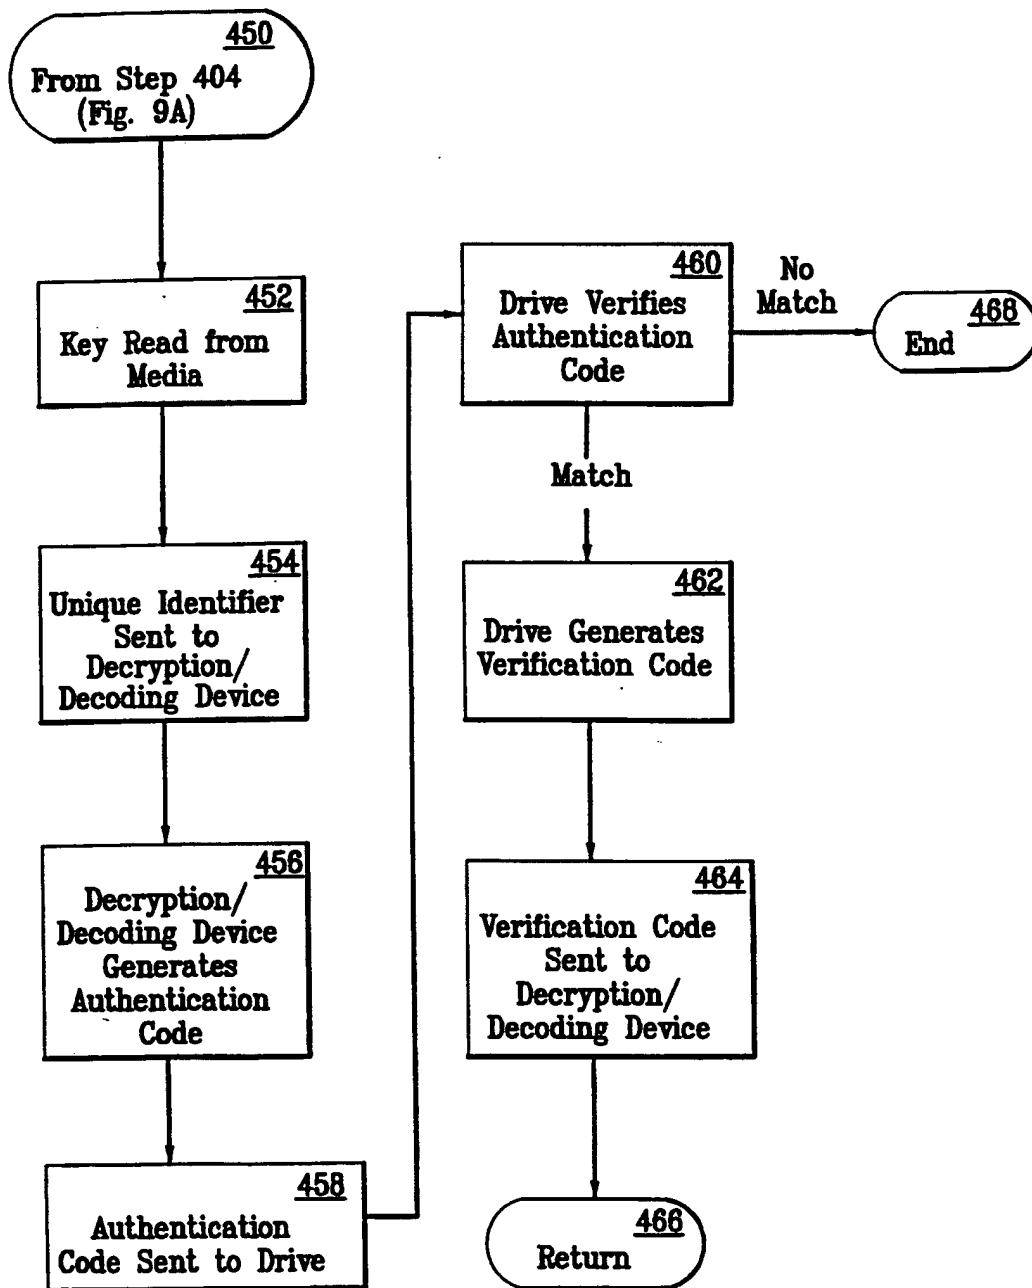 450
From Step 404
(Fig. 9A)
452
Key Read from
Media
454
Unique Identifier
Sent to
Decryption/
Decoding Device
456
Decryption/
Decoding Device
Generates
Authentication
Code
458
Authentication
Code Sent to Drive
460
Drive Verifies
Authentication
Code
No
Match
468
End
Match
462
Drive Generates
Verification Code
464
Verification Code
Sent to
Decryption/
Decoding Device
466
Return